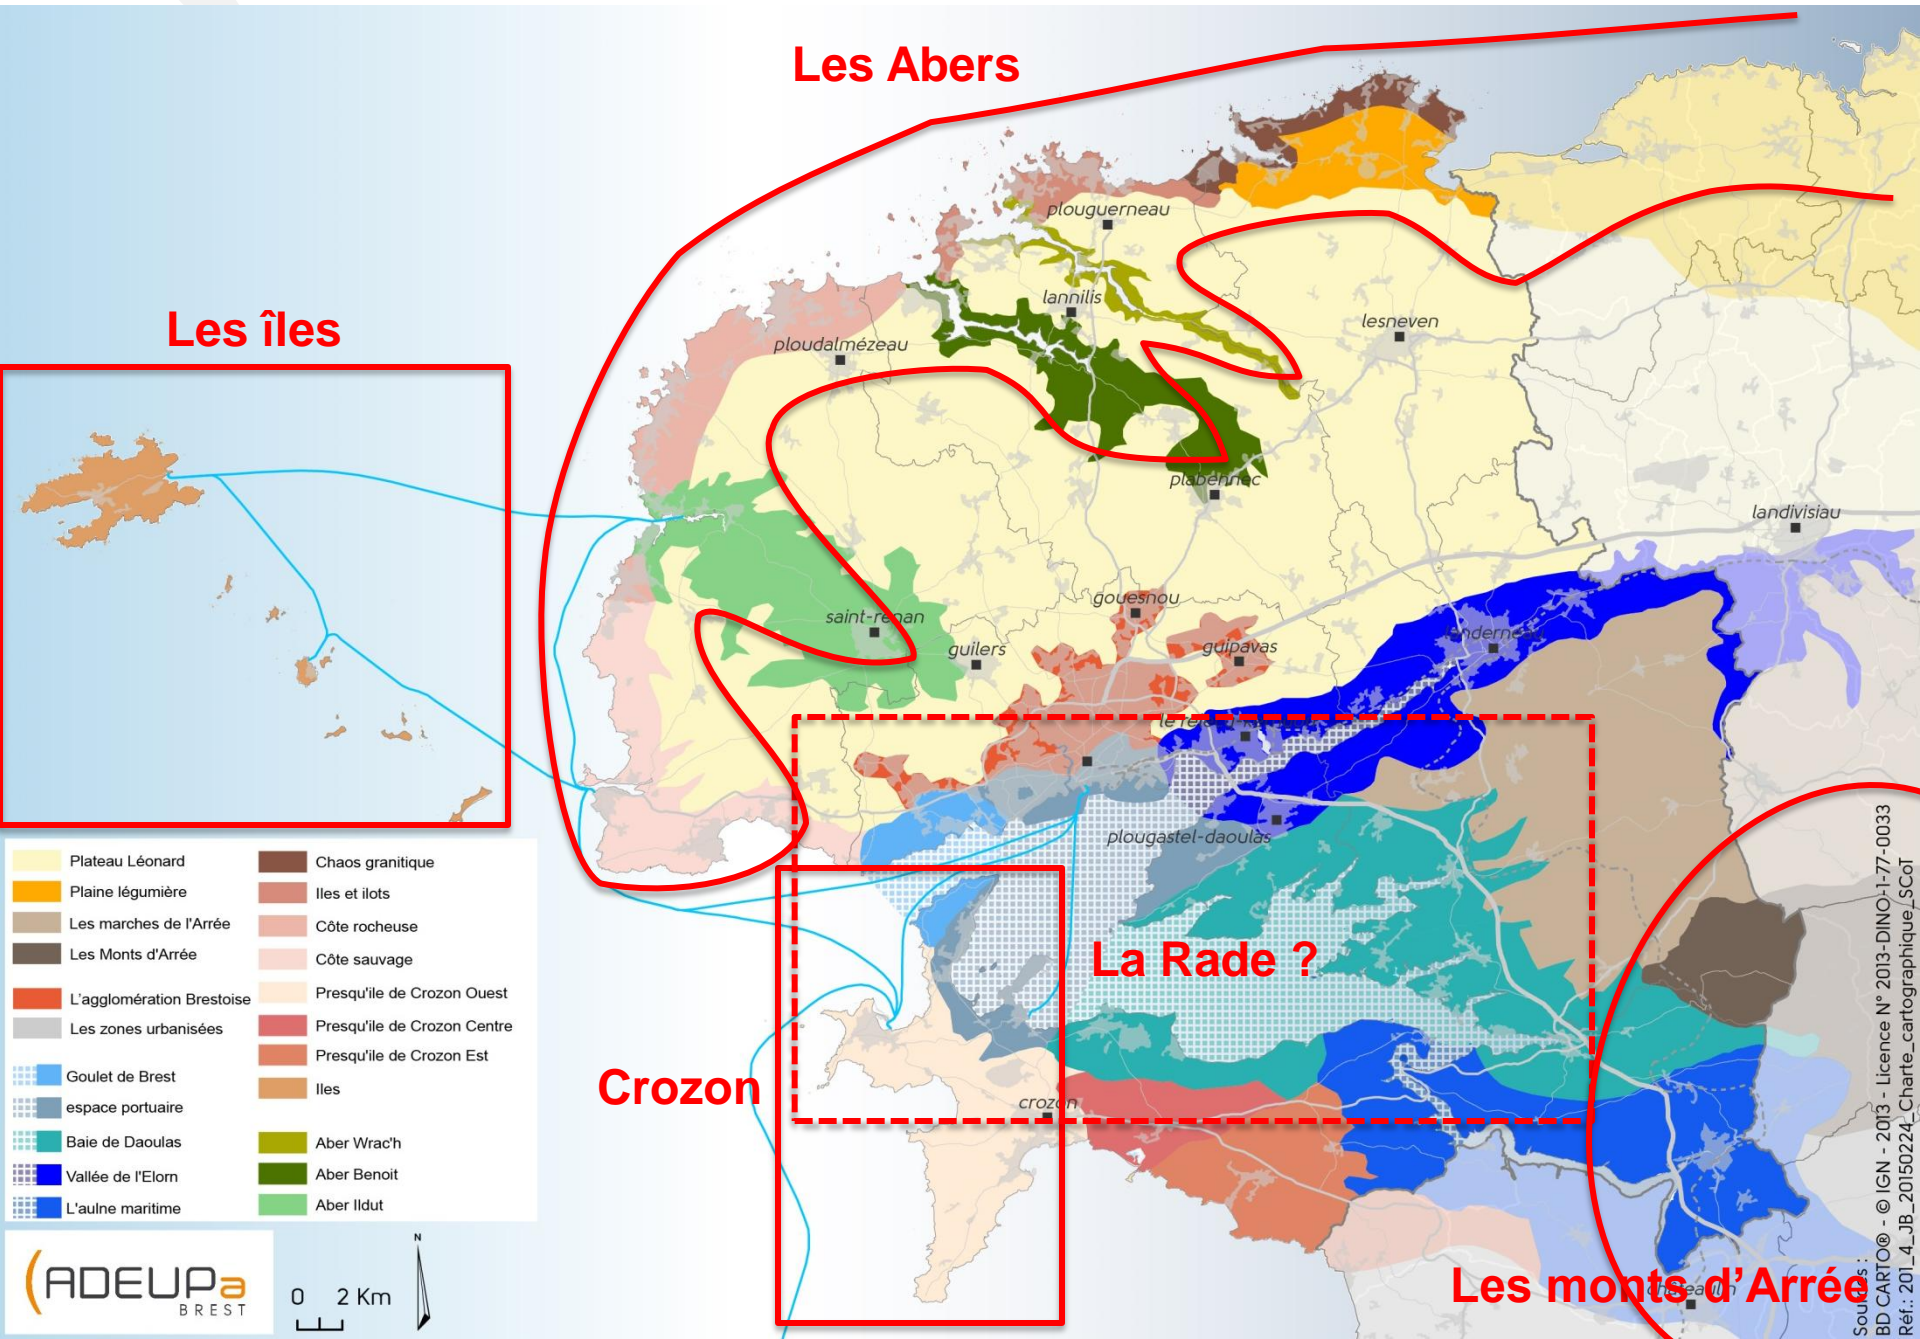 Les Abers
Les îles
plouguerneau
lannilis
ploudalmézeau
lesneven
plabennec
landivisiau
gouesnou
saint-renan
guilers
guipavas
landerneau
plougastel-daoulas
La Rade ?
Crozon
crozon
Les monts d'Arrée
châteaulin
Plateau Léonard
Plaine légumière
Les marches de l'Arrée
Les Monts d'Arrée
L'agglomération Brestoise
Les zones urbanisées
Goulet de Brest
espace portuaire
Baie de Daoulas
Vallée de l'Elorn
L'aulne maritime
Chaos granitique
Iles et ilots
Côte rocheuse
Côte sauvage
Presqu'ile de Crozon Ouest
Presqu'ile de Crozon Centre
Presqu'ile de Crozon Est
Iles
Aber Wrac'h
Aber Benoit
Aber Ildut
ADEUPa
BREST
0 2 Km
N
Sources :
BD CARTO® - © IGN - 2013 - Licence N° 2013-DINO-1-77-0033
Réf.: 201_4_JB_20150224_Charte_cartographique_SCoT